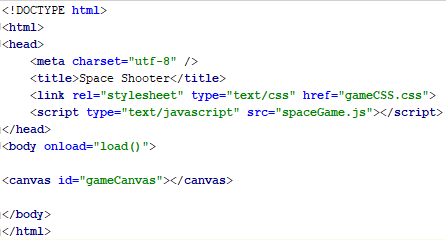 <!DOCTYPE html>
<html>
<head>
<meta charset="utf-8" />
<title>Space Shooter</title>
<link rel="stylesheet" type="text/css" href="gameCSS.css">
<script type="text/javascript" src="spaceGame.js"></script>
</head>
<body onload="load()">
<canvas id="gameCanvas"></canvas>
</body>
</html>